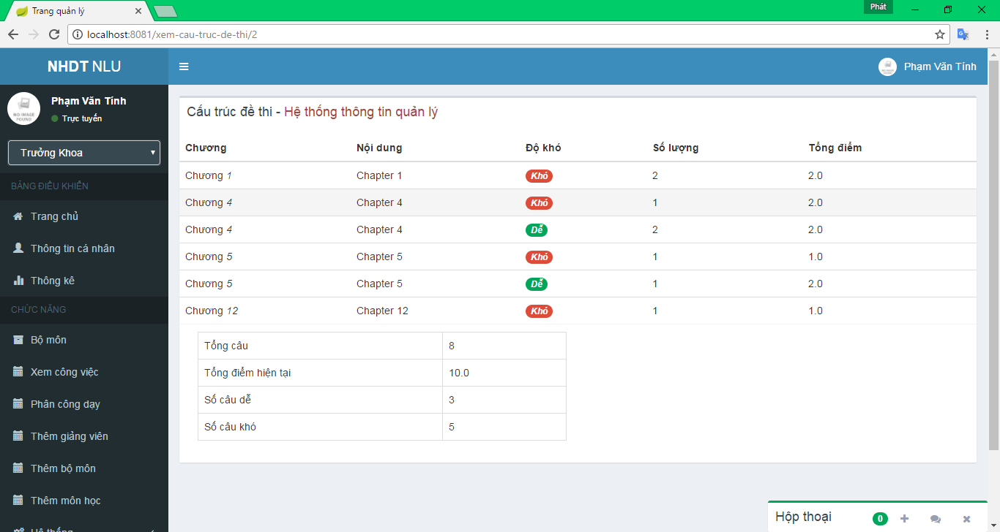 Trang quản lý
Phát
localhost:8081/xem-cau-truc-de-thi/2
NHDT NLU
Phạm Văn Tính
NO IMAGE FOUND
Phạm Văn Tính
Trực tuyến
Trưởng Khoa
BẢNG ĐIỀU KHIỂN
Trang chủ
Thông tin cá nhân
Thống kê
CHỨC NĂNG
Bộ môn
Xem công việc
Phân công dạy
Thêm giảng viên
Thêm bộ môn
Thêm môn học
Hệ thống
Cấu trúc đề thi - Hệ thống thông tin quản lý
Chương Nội dung Độ khó Số lượng Tổng điểm
Chương 1 Chapter 1 Khó 2 2.0
Chương 4 Chapter 4 Khó 1 2.0
Chương 4 Chapter 4 Dễ 2 2.0
Chương 5 Chapter 5 Khó 1 1.0
Chương 5 Chapter 5 Dễ 1 2.0
Chương 12 Chapter 12 Khó 1 1.0
Tổng câu 8
Tổng điểm hiện tại 10.0
Số câu dễ 3
Số câu khó 5
Hộp thoại 0